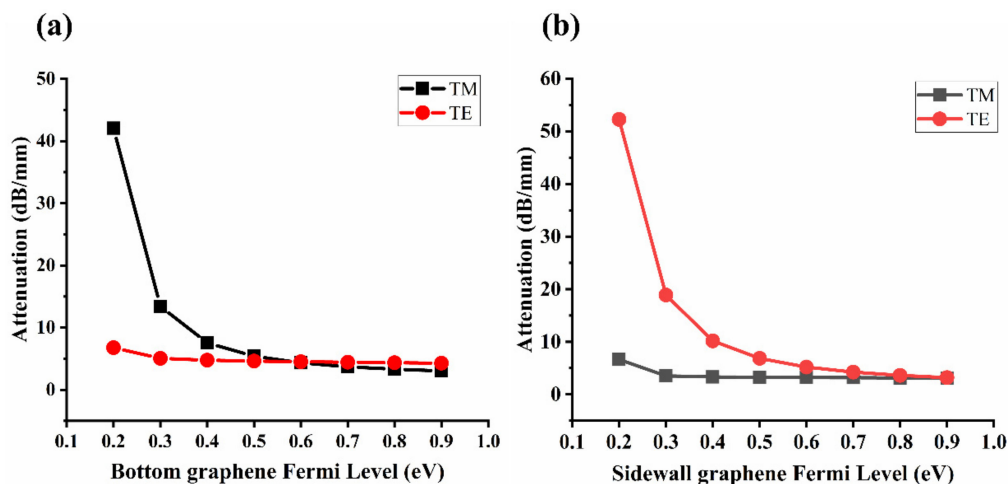 (a)
TM
TE
50
40
30
20
10
0
Attenuation (dB/mm)
0.1 0.2 0.3 0.4 0.5 0.6 0.7 0.8 0.9 1.0
Bottom graphene Fermi Level (eV)
(b)
TM
TE
60
50
40
30
20
10
0
Attenuation (dB/mm)
0.1 0.2 0.3 0.4 0.5 0.6 0.7 0.8 0.9 1.0
Sidewall graphene Fermi Level (eV)